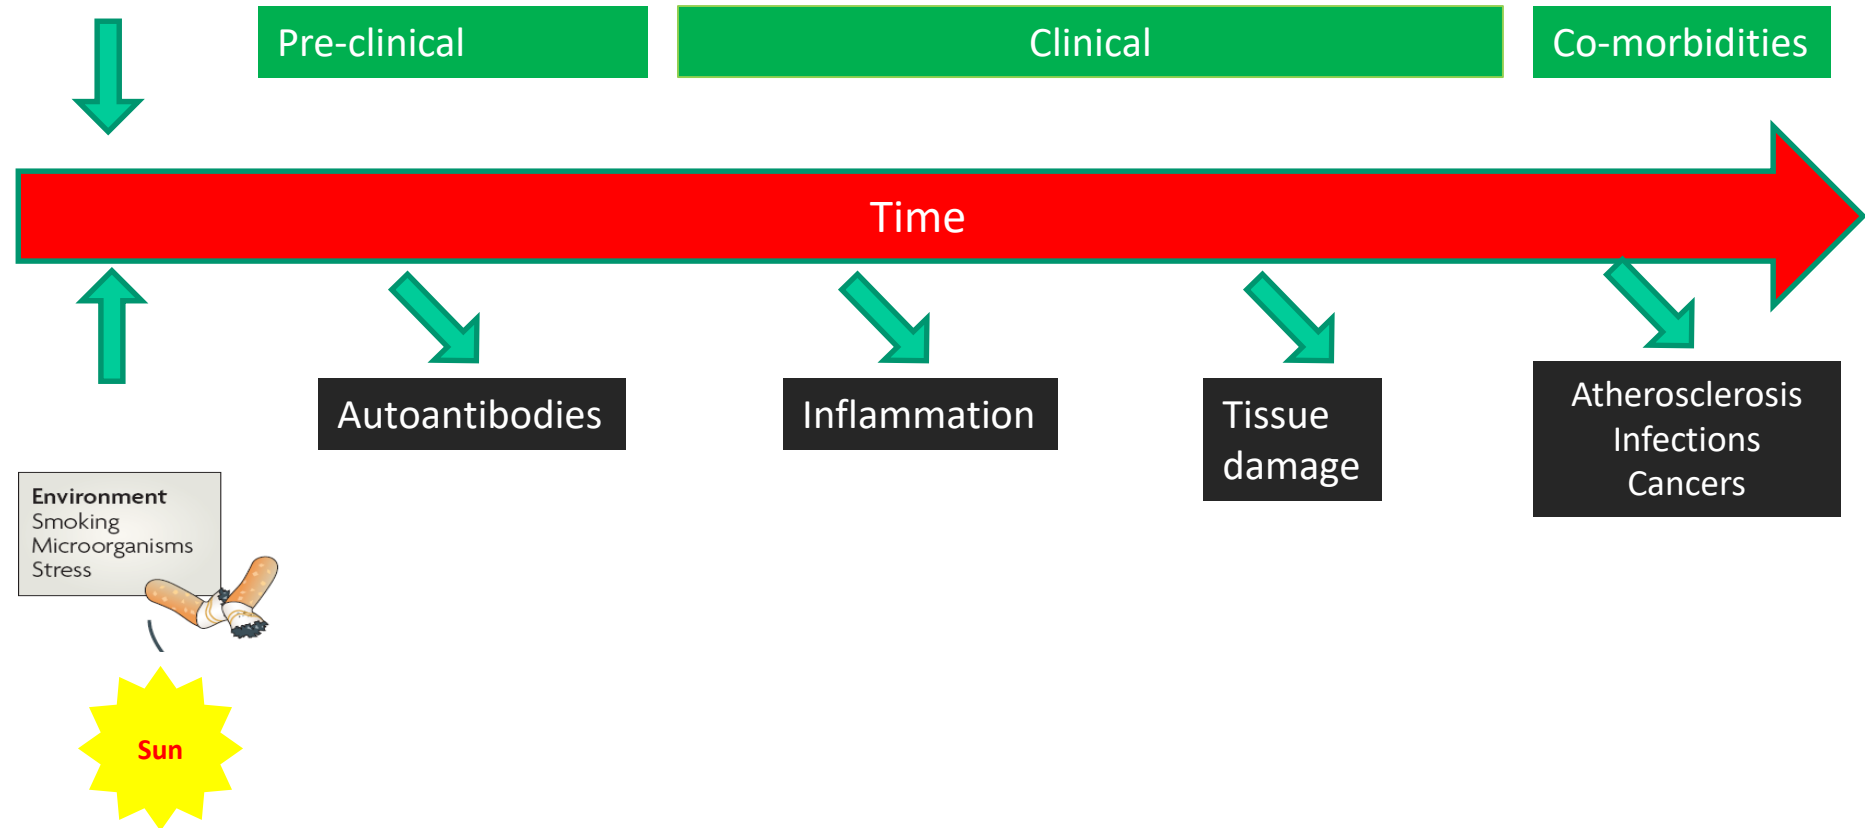 Pre-clinical
Clinical
Co-morbidities
Time
Autoantibodies
Inflammation
Tissue
damage
Atherosclerosis
Infections
Cancers
Environment
Smoking
Microorganisms
Stress
Sun